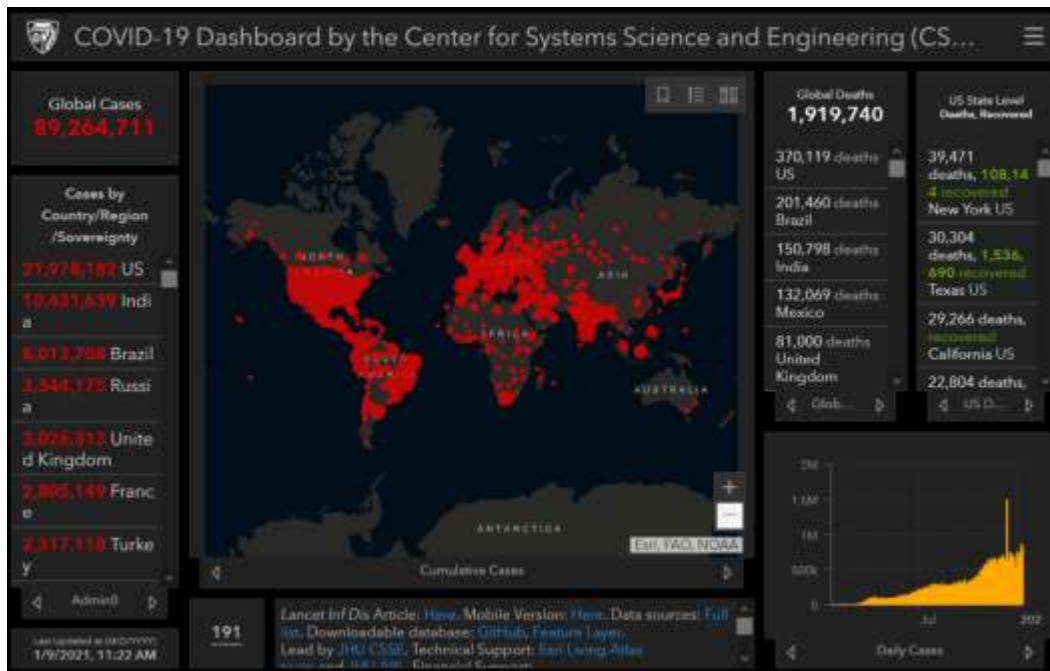 COVID-19 Dashboard by the Center for Systems Science and Engineering (CS...
Global Cases
89,264,711
Cases by
Country/Region
/Sovereignty
21,978,182 US
10,431,639 Indi
a
8,013,708 Brazil
3,344,175 Russi
a
Unite
d Kingdom
2,805,149 Franc
e
2,317,118 Turke
y
Admin0
Last Updated at (M/D/YYYY)
1/9/2021, 11:22 AM
NORTH
AMERICA
ASIA
AFRICA
SOUTH
AUSTRALIA
ANTARCTICA
+
Esri, FAO, NOAA
Cumulative Cases
191
Lancet Inf Dis Article: Here. Mobile Version: Here. Data sources: Full
list. Downloadable database: GitHub, Feature Layer.
Lead by JHU CSSE. Technical Support: Esri Living Atlas
Global Deaths
1,919,740
370,119 deaths
US
201,460 deaths
Brazil
150,798 deaths
India
132,069 deaths
Mexico
81,000 deaths
United
Kingdom
Glob...
US State Level
Deaths, Recovered
39,471
deaths, 108,14
4 recovered
New York US
30,304
deaths, 1,536,
690 recovered
Texas US
29,266 deaths,
recovered
California US
22,804 deaths,
US D...
2M
1.5M
1M
500k
0
Jul
202
Daily Cases